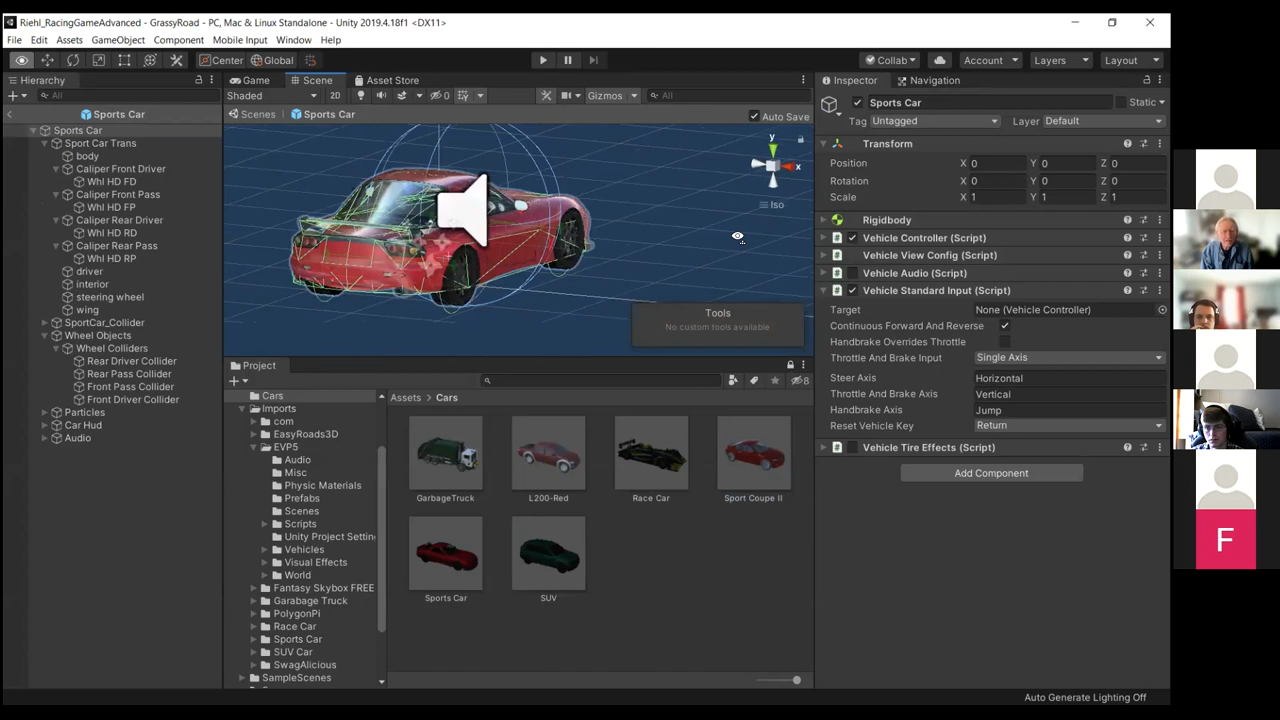 Riehl_RacingGameAdvanced - GrassyRoad - PC, Mac & Linux Standalone - Unity 2019.4.18f1 <DX11>
File Edit Assets GameObject Component Mobile Input Window Help
Center Global Collab Account Layers Layout
Hierarchy
All
Sports Car
Sports Car
Sport Car Trans
body
Caliper Front Driver
Whl HD FD
Caliper Front Pass
Whl HD FP
Caliper Rear Driver
Whl HD RD
Caliper Rear Pass
Whl HD RP
driver
interior
steering wheel
wing
SportCar_Collider
Wheel Objects
Wheel Colliders
Rear Driver Collider
Rear Pass Collider
Front Pass Collider
Front Driver Collider
Particles
Car Hud
Audio
Game Scene Asset Store
Shaded 2D 0 Gizmos All
Scenes Sports Car Auto Save
y
x
Iso
Tools
No custom tools available
Project
8
Cars
Imports
com
EasyRoads3D
EVP5
Audio
Misc
Physic Materials
Prefabs
Scenes
Scripts
Unity Project Settin
Vehicles
Visual Effects
World
Fantasy Skybox FREE
Garabage Truck
PolygonPi
Race Car
Sports Car
SUV Car
SwagAlicious
SampleScenes
Assets Cars
GarbageTruck L200-Red Race Car Sport Coupe II
Sports Car SUV
Inspector Navigation
Sports Car Static
Tag Untagged Layer Default
Transform
Position X 0 Y 0 Z 0
Rotation X 0 Y 0 Z 0
Scale X 1 Y 1 Z 1
Rigidbody
Vehicle Controller (Script)
Vehicle View Config (Script)
Vehicle Audio (Script)
Vehicle Standard Input (Script)
Target None (Vehicle Controller)
Continuous Forward And Reverse
Handbrake Overrides Throttle
Throttle And Brake Input Single Axis
Steer Axis Horizontal
Throttle And Brake Axis Vertical
Handbrake Axis Jump
Reset Vehicle Key Return
Vehicle Tire Effects (Script)
Add Component
Auto Generate Lighting Off
F